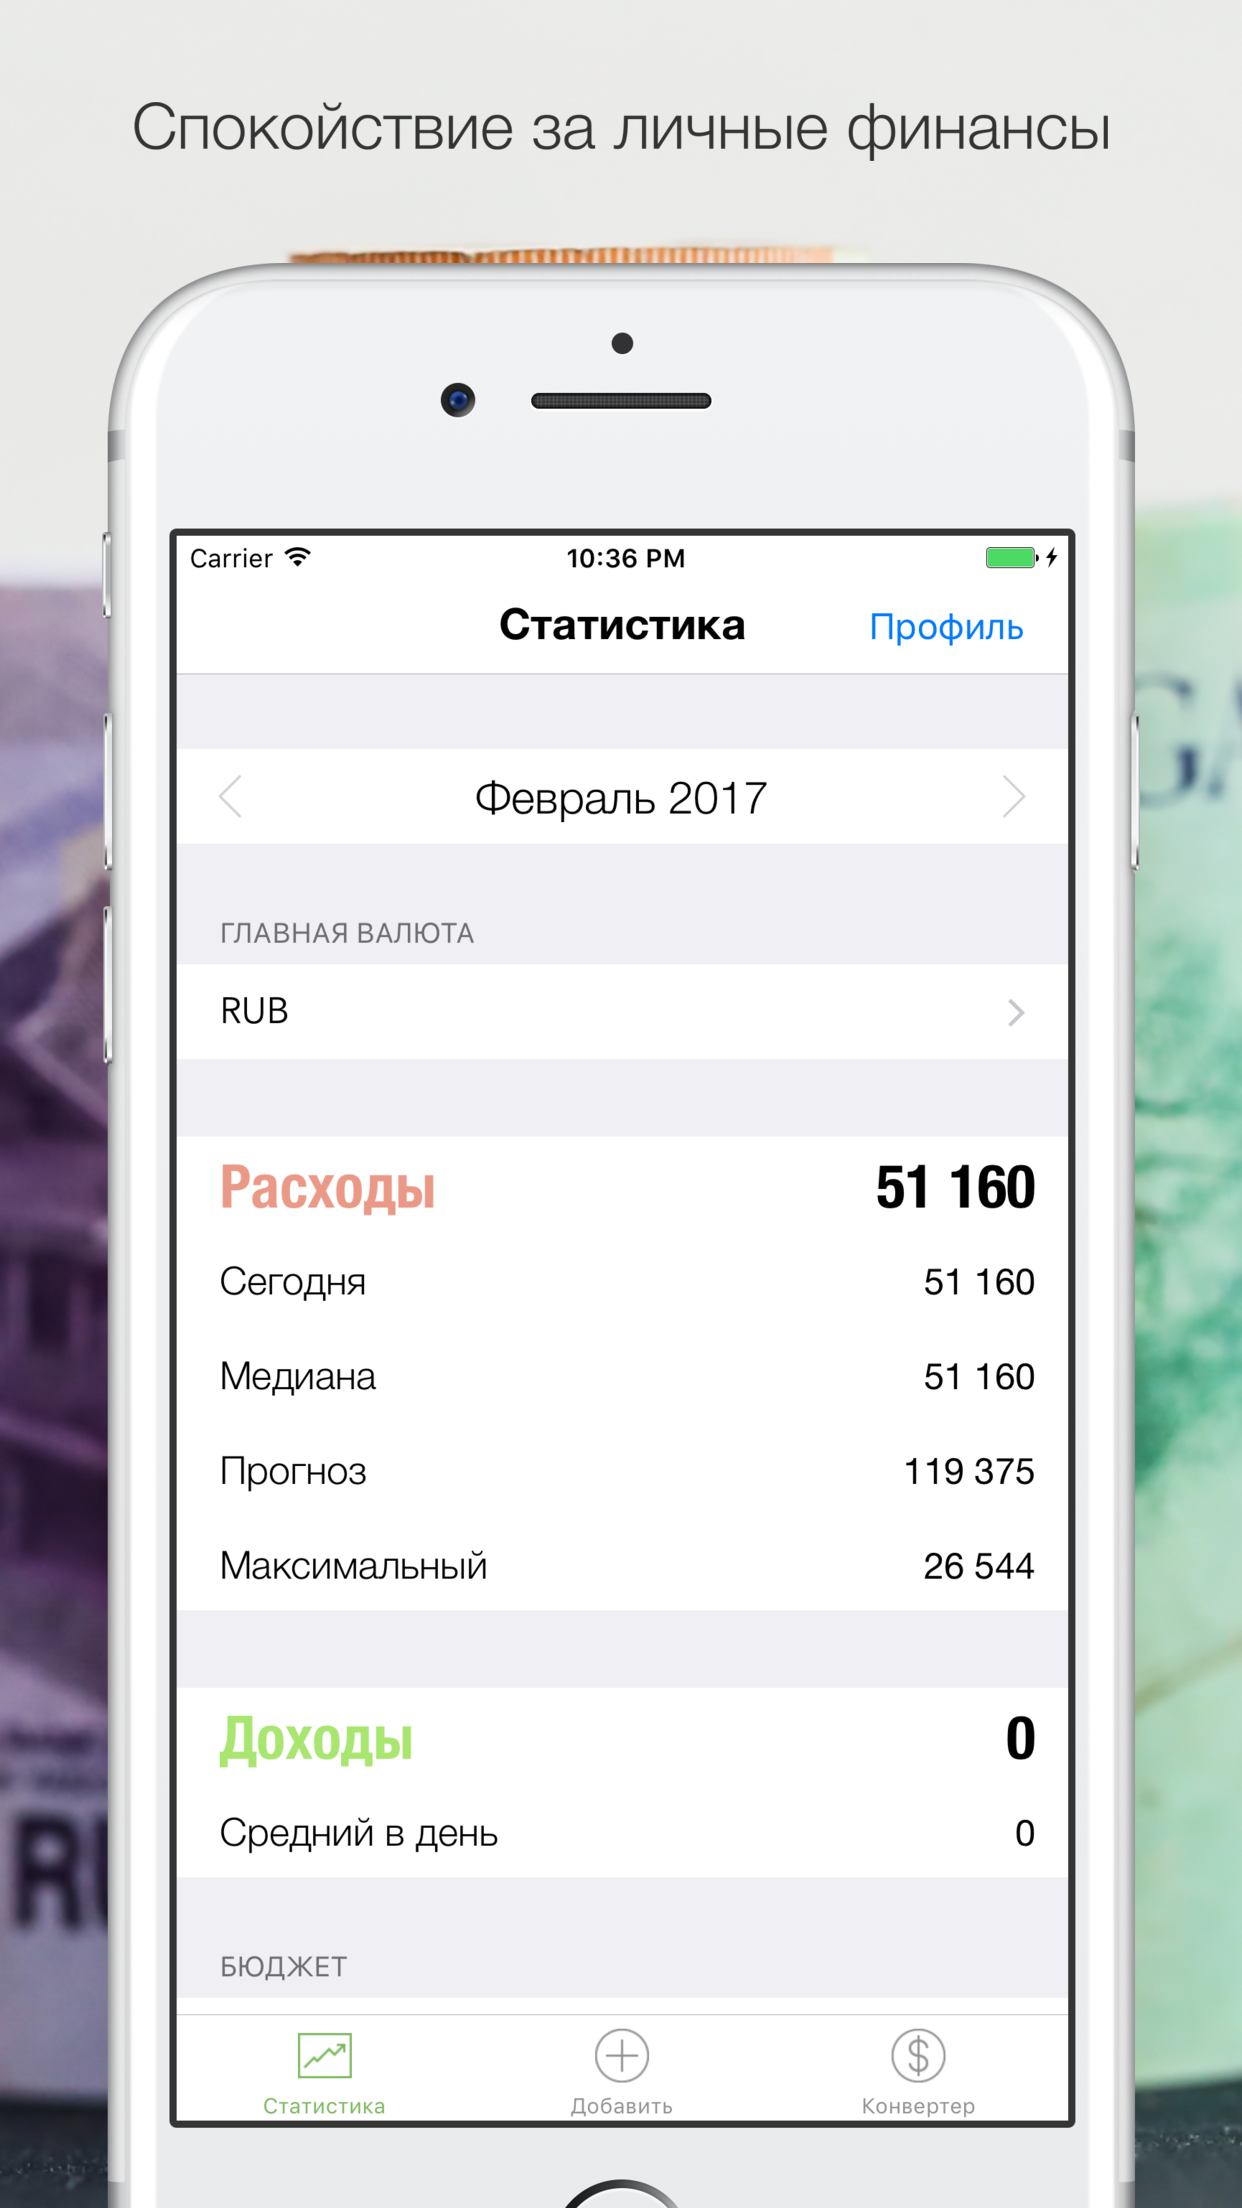 Спокойствие за личные финансы
Carrier 10:36 PM
Статистика Профиль
Февраль 2017
ГЛАВНАЯ ВАЛЮТА
RUB
Расходы 51 160
Сегодня 51 160
Медиана 51 160
Прогноз 119 375
Максимальный 26 544
Доходы 0
Средний в день 0
БЮДЖЕТ
Статистика Добавить Конвертер